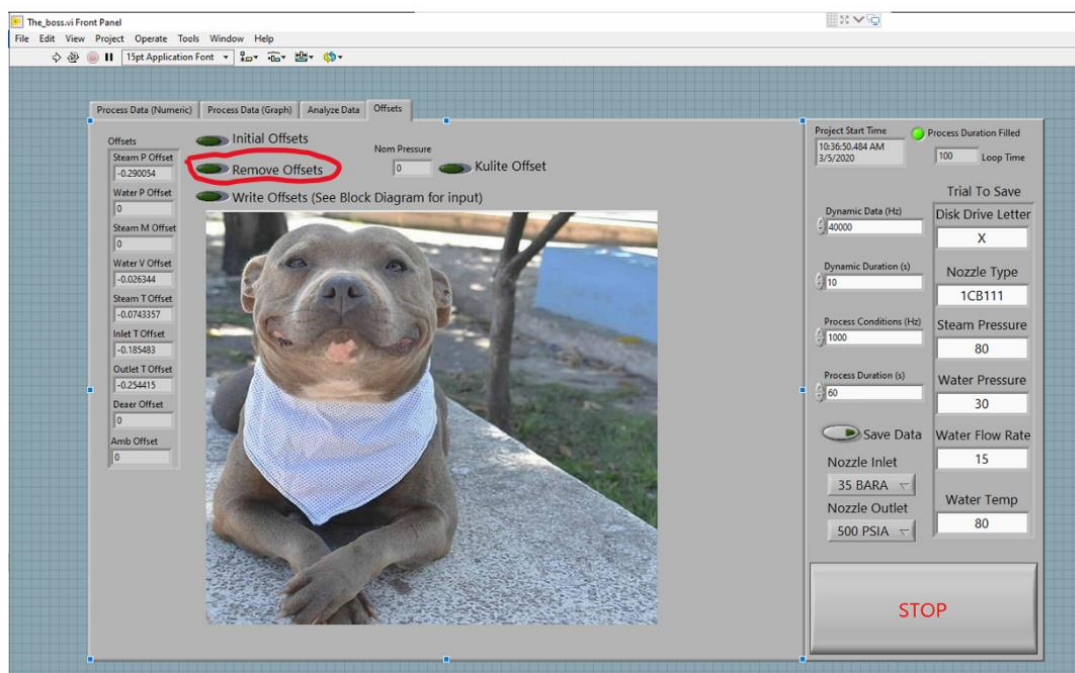 The_boss.vi Front Panel
File Edit View Project Operate Tools Window Help
15pt Application Font
Process Data (Numeric) Process Data (Graph) Analyze Data Offsets
Offsets
Steam P Offset
-0.290054
Water P Offset
0
Steam M Offset
0
Water V Offset
-0.026344
Steam T Offset
-0.0743357
Inlet T Offset
-0.185483
Outlet T Offset
-0.254415
Deaer Offset
0
Amb Offset
0
Initial Offsets
Remove Offsets
Write Offsets (See Block Diagram for input)
Nom Pressure
0
Kulite Offset
Project Start Time
10:36:50.484 AM
3/5/2020
Process Duration Filled
100 Loop Time
Dynamic Data (Hz)
40000
Dynamic Duration (s)
10
Process Conditions (Hz)
1000
Process Duration (s)
60
Save Data
Nozzle Inlet
35 BARA
Nozzle Outlet
500 PSIA
Trial To Save
Disk Drive Letter
X
Nozzle Type
1CB111
Steam Pressure
80
Water Pressure
30
Water Flow Rate
15
Water Temp
80
STOP